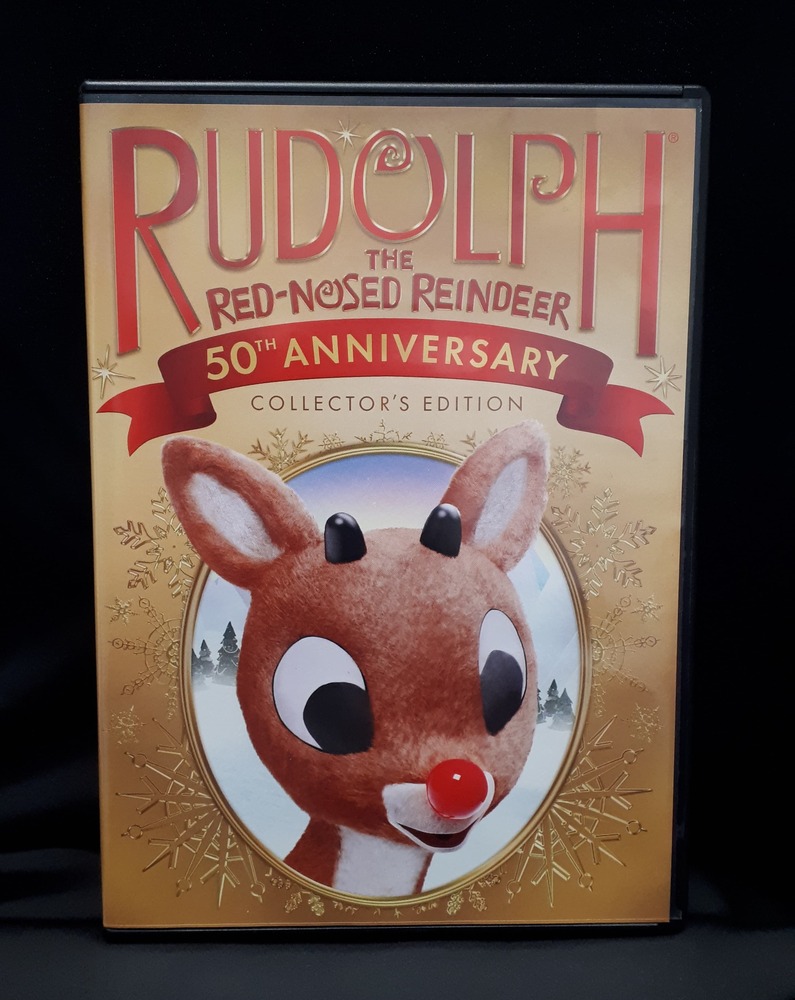 RUDOLPH®
THE
RED-NOSED REINDEER
50TH ANNIVERSARY
COLLECTOR'S EDITION